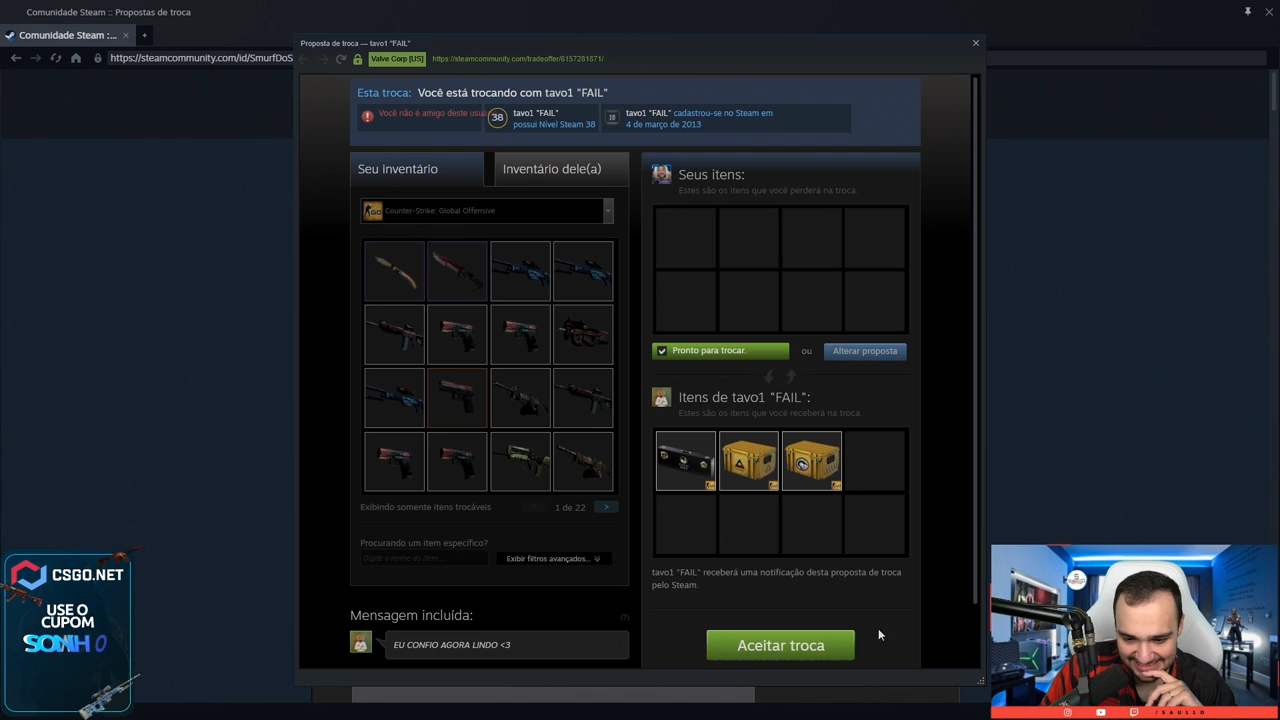 Comunidade Steam :: Propostas de troca
Comunidade Steam :...
https://steamcommunity.com/id/SmurfDoS
Proposta de troca — tavo1 "FAIL"
Valve Corp [US]
https://steamcommunity.com/tradeoffer/6157281871/
Esta troca: Você está trocando com tavo1 "FAIL"
Você não é amigo deste usuá
38
tavo1 "FAIL"
possui Nível Steam 38
tavo1 "FAIL" cadastrou-se no Steam em
4 de março de 2013
Seu inventário
Inventário dele(a)
Counter-Strike: Global Offensive
Exibindo somente itens trocáveis
1 de 22
>
Procurando um item específico?
Digite o nome do item
Exibir filtros avançados...
Mensagem incluída:
(?)
EU CONFIO AGORA LINDO <3
Seus itens:
Estes são os itens que você perderá na troca.
Pronto para trocar.
ou
Alterar proposta
Itens de tavo1 "FAIL":
Estes são os itens que você receberá na troca.
tavo1 "FAIL" receberá uma notificação desta proposta de troca
pelo Steam.
Aceitar troca
CSGO.NET
USE O
CUPOM
/SAULLO